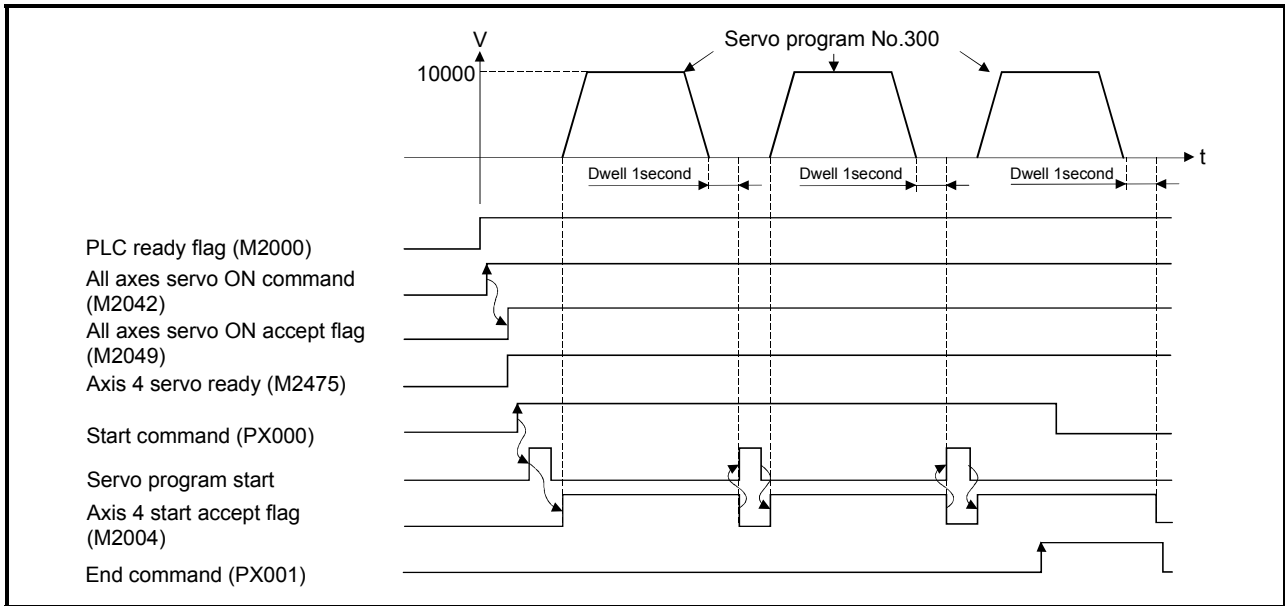 V
Servo program No.300
10000
t
Dwell 1second
Dwell 1second
Dwell 1second
PLC ready flag (M2000)
All axes servo ON command
(M2042)
All axes servo ON accept flag
(M2049)
Axis 4 servo ready (M2475)
Start command (PX000)
Servo program start
Axis 4 start accept flag
(M2004)
End command (PX001)